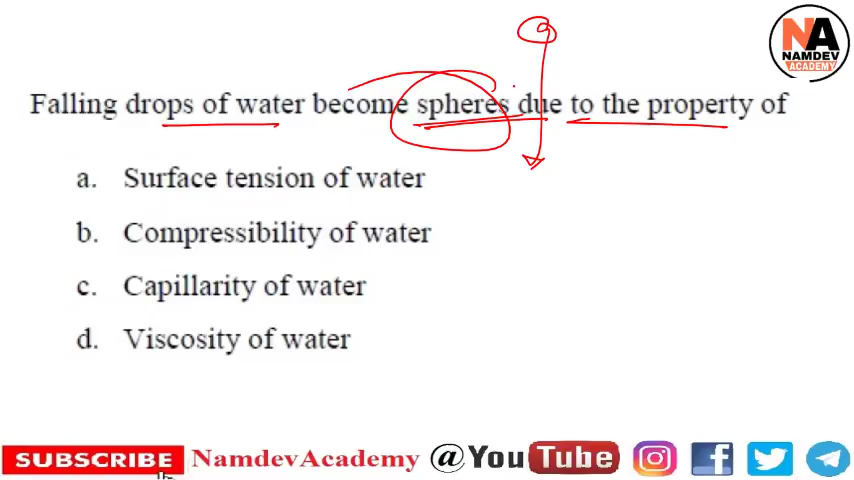 NA
NAMDEV
ACADEMY
Falling drops of water become spheres due to the property of
a. Surface tension of water
b. Compressibility of water
c. Capillarity of water
d. Viscosity of water
SUBSCRIBE NamdevAcademy @YouTube